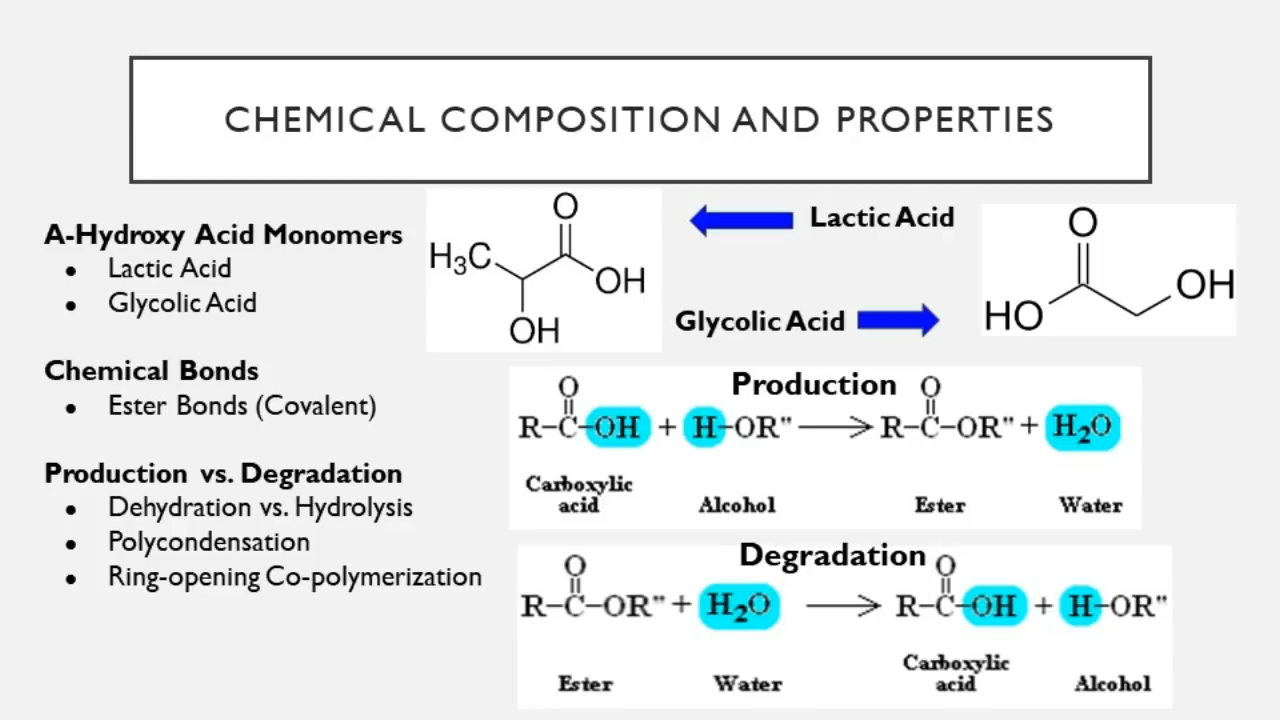 CHEMICAL COMPOSITION AND PROPERTIES
A-Hydroxy Acid Monomers
• Lactic Acid
• Glycolic Acid
Chemical Bonds
• Ester Bonds (Covalent)
Production vs. Degradation
• Dehydration vs. Hydrolysis
• Polycondensation
• Ring-opening Co-polymerization
O
H₃C
OH
OH
Lactic Acid
Glycolic Acid
O
OH
HO
Production
O O
R–C–OH + H–OR" ⟶ R–C–OR" + H₂O
Carboxylic
acid Alcohol Ester Water
Degradation
O O
R–C–OR" + H₂O ⟶ R–C–OH + H–OR"
Carboxylic
Ester Water acid Alcohol